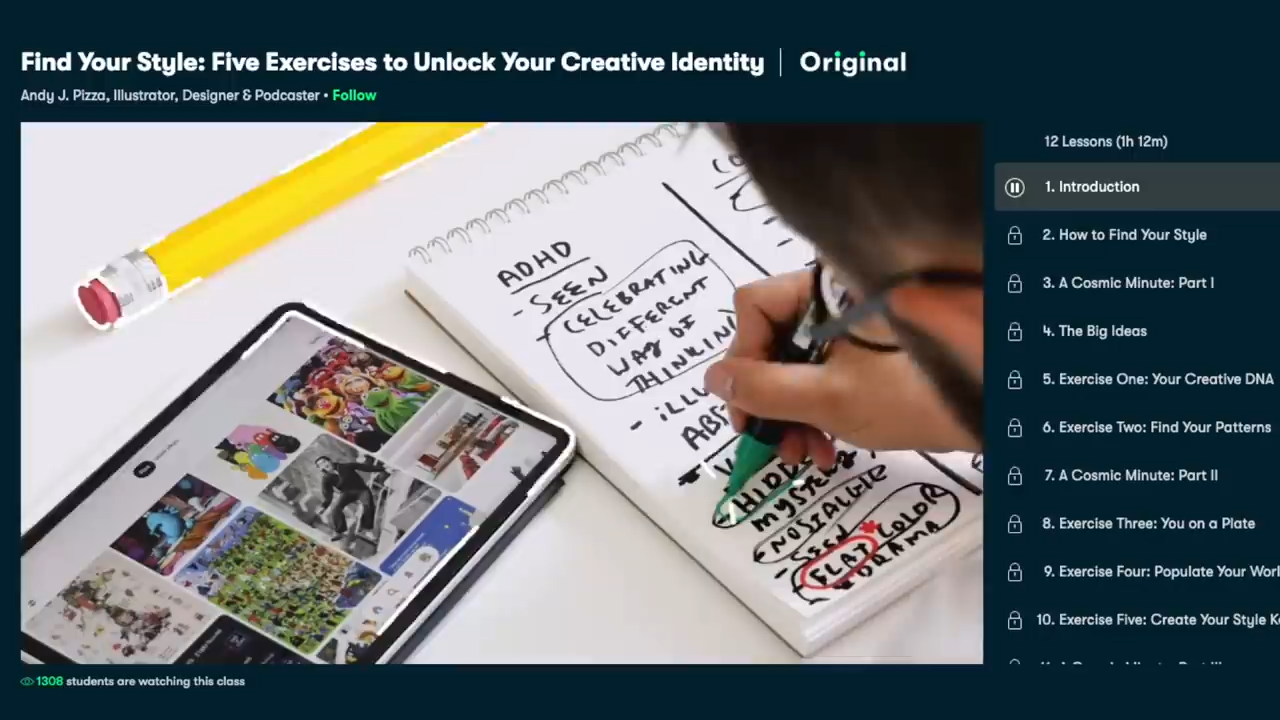 Find Your Style: Five Exercises to Unlock Your Creative Identity | Original
Andy J. Pizza, Illustrator, Designer & Podcaster • Follow
12 Lessons (1h 12m)
1. Introduction
2. How to Find Your Style
3. A Cosmic Minute: Part I
4. The Big Ideas
5. Exercise One: Your Creative DNA
6. Exercise Two: Find Your Patterns
7. A Cosmic Minute: Part II
8. Exercise Three: You on a Plate
9. Exercise Four: Populate Your Worl
10. Exercise Five: Create Your Style K
ADHD
- SEEN
- CELEBRATING
DIFFERENT
WAY OF
THINKIN
- ILLU
ABS
- HIDD
MYSTERY
- NOSTALGIC
- SEEN
COLOR
FLAT
DRAMA
1308 students are watching this class